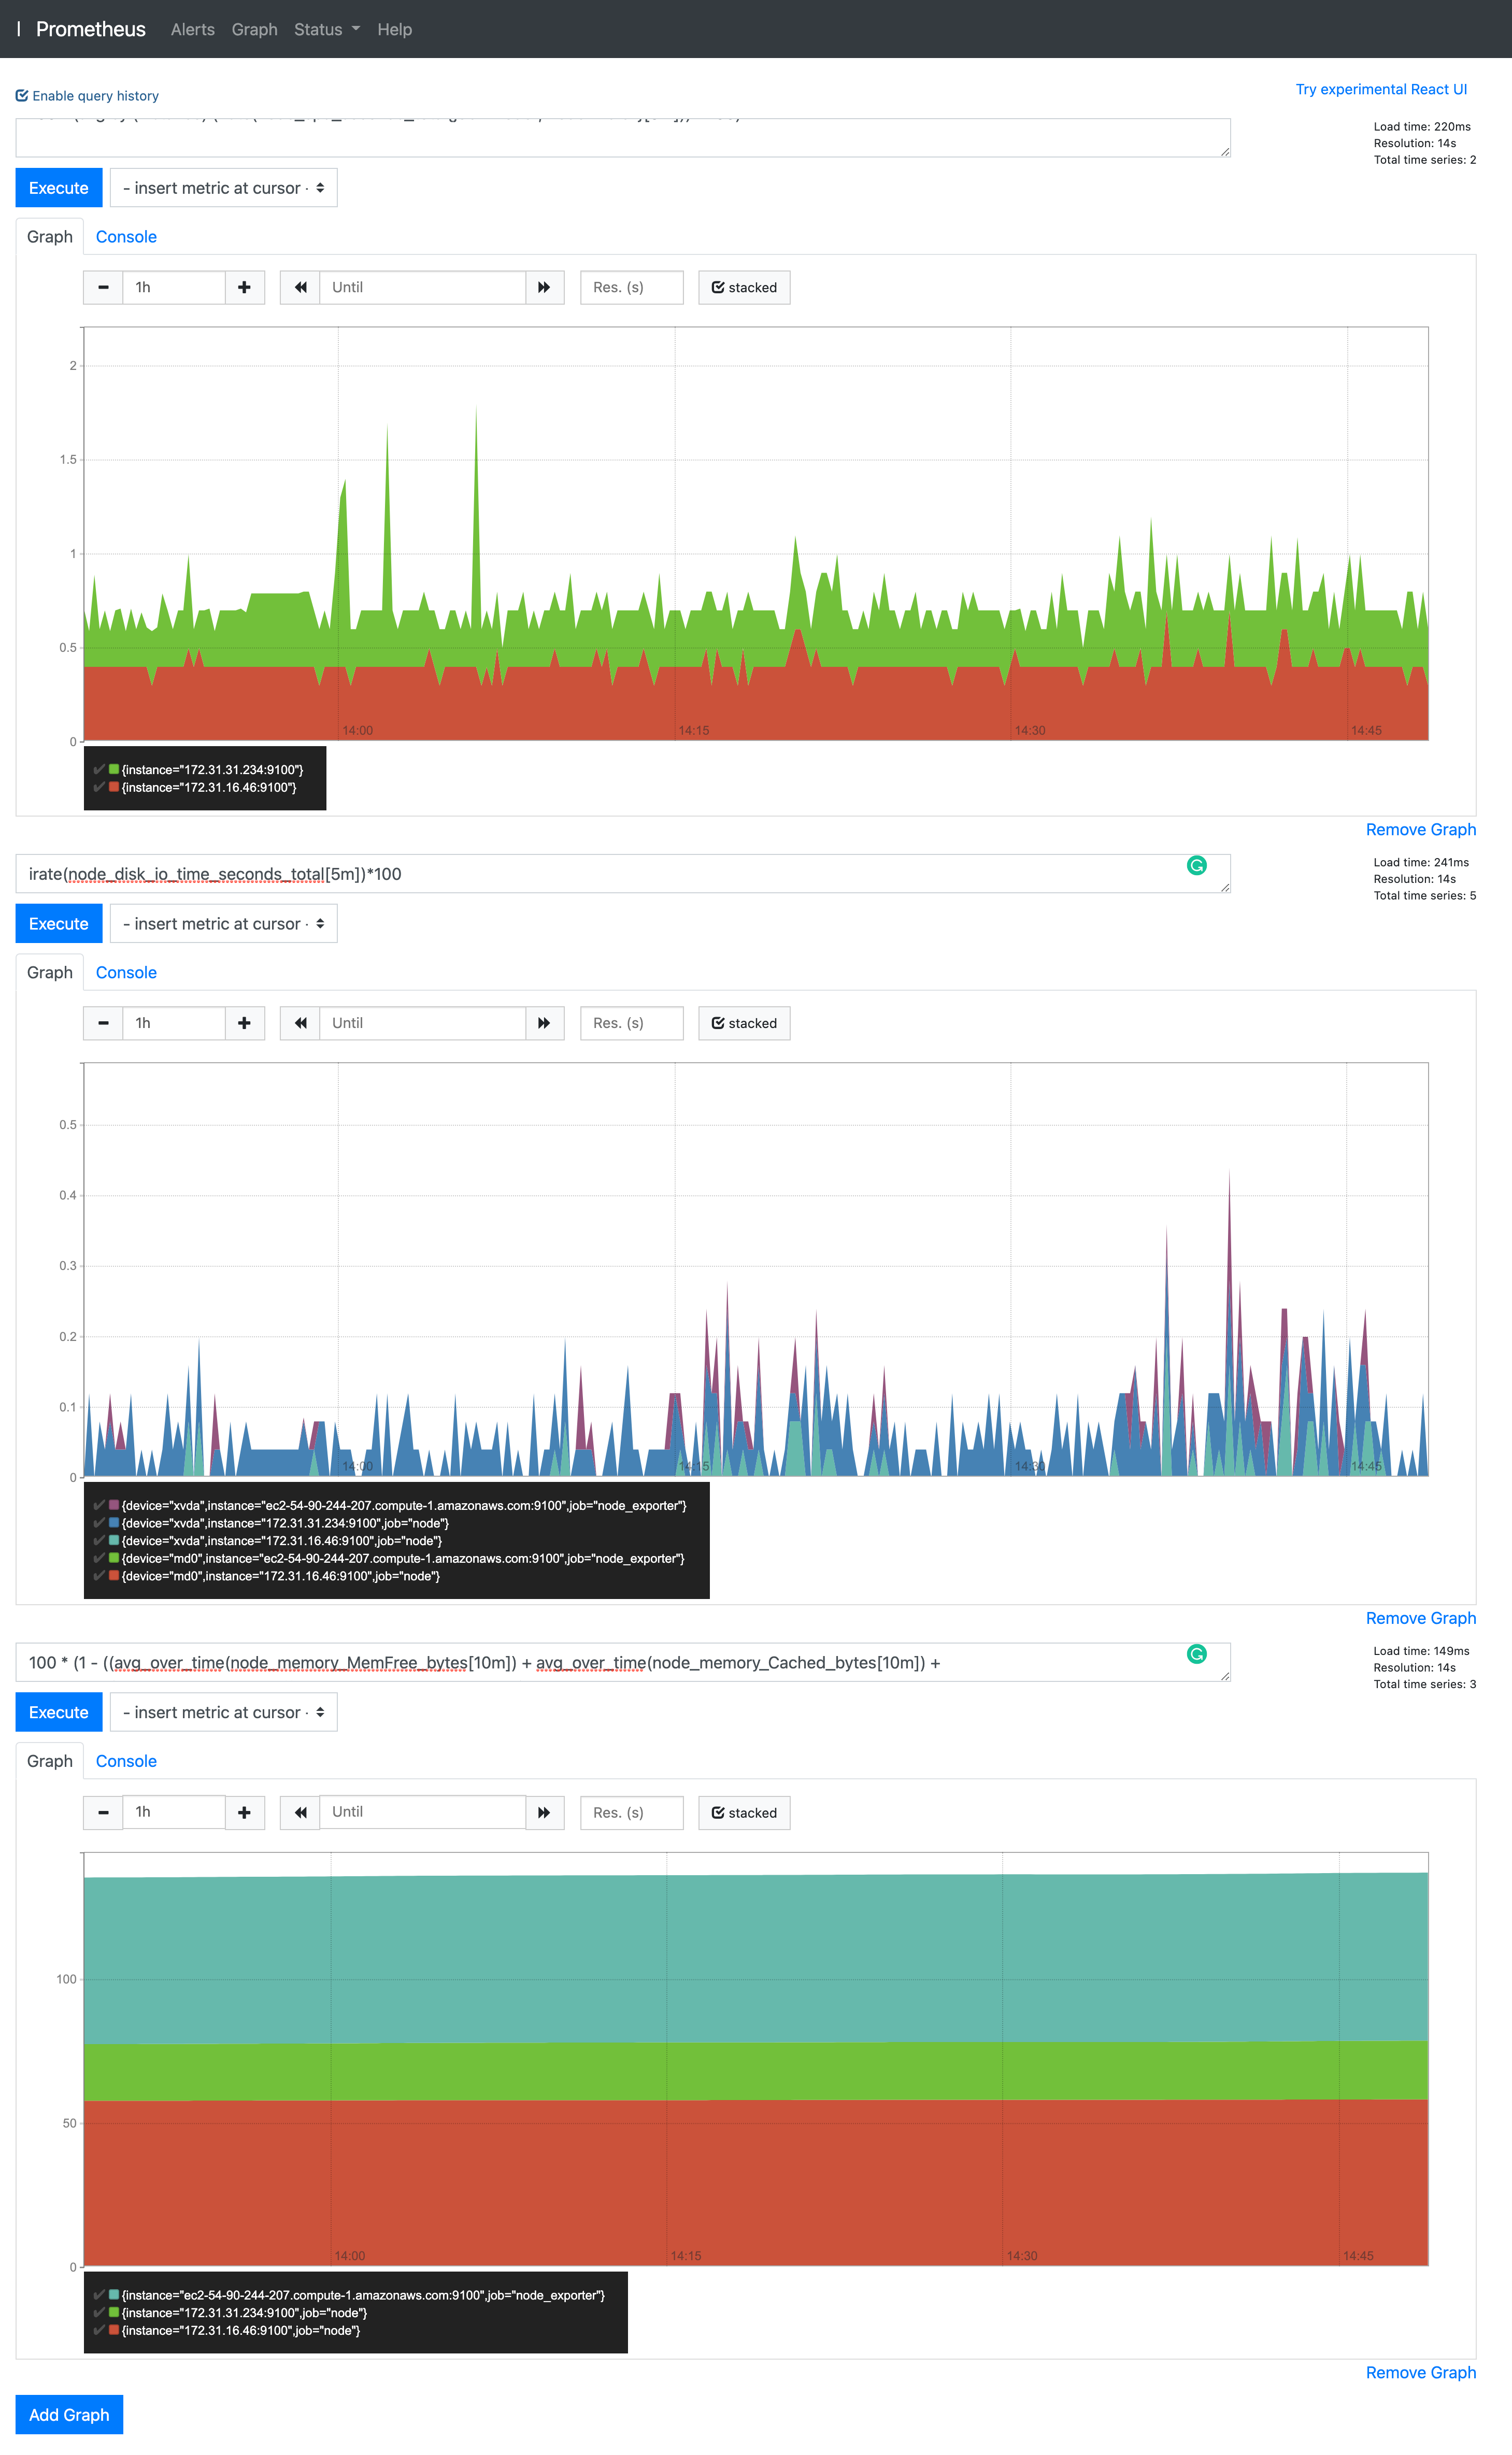 Prometheus Alerts Graph Status Help
Enable query history
Try experimental React UI
Load time: 220ms
Resolution: 14s
Total time series: 2
Execute - insert metric at cursor -
Graph Console
1h Until Res. (s) stacked
2
1.5
1
0.5
0
14:00 14:15 14:30 14:45
{instance="172.31.31.234:9100"}
{instance="172.31.16.46:9100"}
Remove Graph
irate(node_disk_io_time_seconds_total[5m])*100
Load time: 241ms
Resolution: 14s
Total time series: 5
Execute - insert metric at cursor -
Graph Console
1h Until Res. (s) stacked
0.5
0.4
0.3
0.2
0.1
0
14:00 14:15 14:30 14:45
{device="xvda",instance="ec2-54-90-244-207.compute-1.amazonaws.com:9100",job="node_exporter"}
{device="xvda",instance="172.31.31.234:9100",job="node"}
{device="xvda",instance="172.31.16.46:9100",job="node"}
{device="md0",instance="ec2-54-90-244-207.compute-1.amazonaws.com:9100",job="node_exporter"}
{device="md0",instance="172.31.16.46:9100",job="node"}
Remove Graph
100 * (1 - ((avg_over_time(node_memory_MemFree_bytes[10m]) + avg_over_time(node_memory_Cached_bytes[10m]) +
Load time: 149ms
Resolution: 14s
Total time series: 3
Execute - insert metric at cursor -
Graph Console
1h Until Res. (s) stacked
100
50
0
14:00 14:15 14:30 14:45
{instance="ec2-54-90-244-207.compute-1.amazonaws.com:9100",job="node_exporter"}
{instance="172.31.31.234:9100",job="node"}
{instance="172.31.16.46:9100",job="node"}
Remove Graph
Add Graph